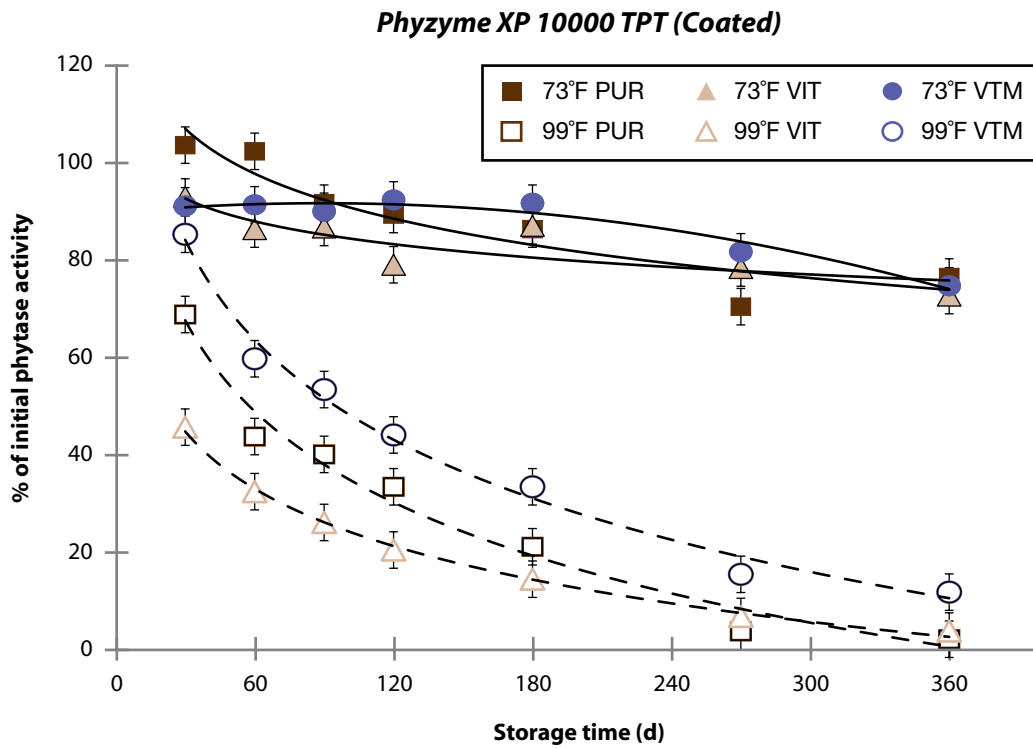 Phyzyme XP 10000 TPT (Coated)
120
100
80
60
40
20
0
% of initial phytase activity
73°F PUR 73°F VIT 73°F VTM
99°F PUR 99°F VIT 99°F VTM
0 60 120 180 240 300 360
Storage time (d)